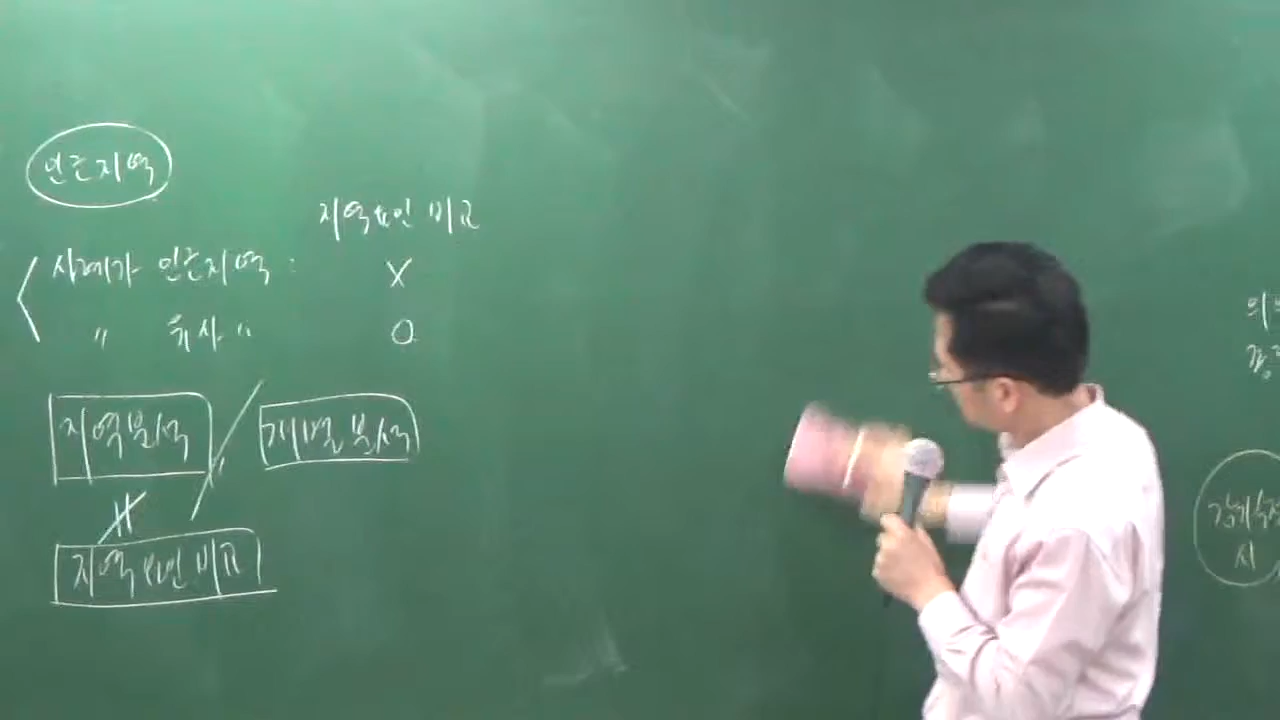 인근지역
지역요인 비교
사례가 인근지역 : X
" 유사 " O
지역분석 / 개별분석
지역요인 비교
시